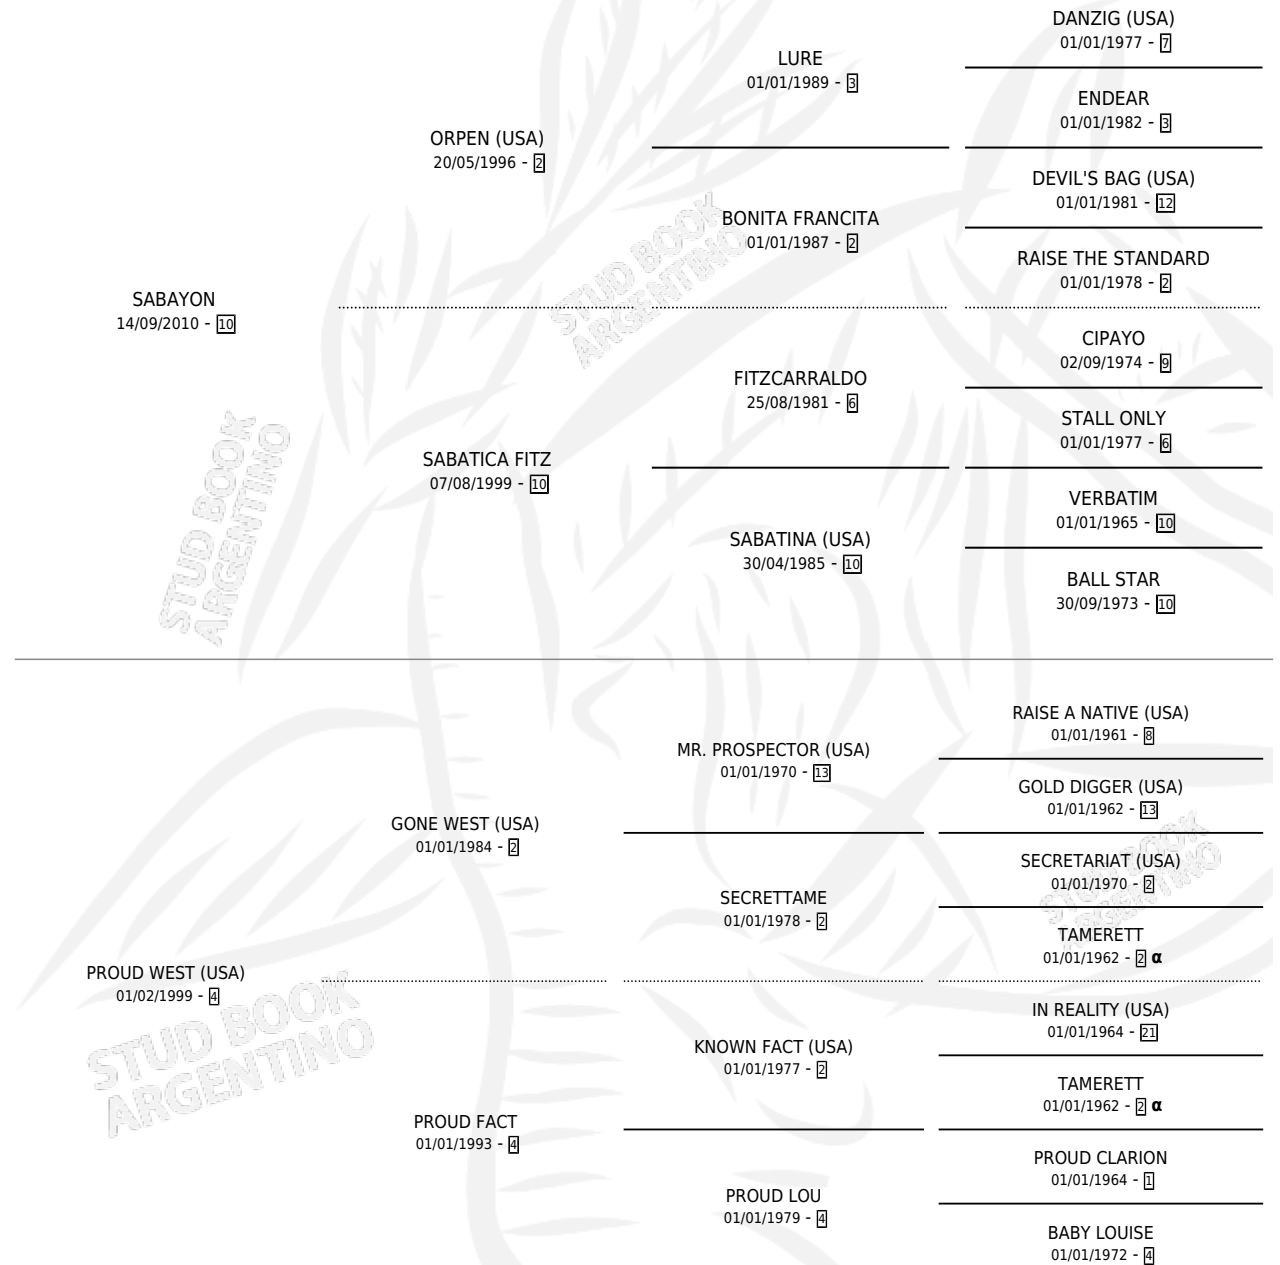 DANZIG (USA)
01/01/1977 - 7
LURE
01/01/1989 - 3
ENDEAR
01/01/1982 - 3
ORPEN (USA)
20/05/1996 - 2
DEVIL'S BAG (USA)
01/01/1981 - 12
BONITA FRANCITA
01/01/1987 - 2
RAISE THE STANDARD
01/01/1978 - 2
SABAYON
14/09/2010 - 10
STUD BOOK
ARGENTINO
CIPAYO
02/09/1974 - 9
FITZCARRALDO
25/08/1981 - 6
STALL ONLY
01/01/1977 - 6
SABATICA FITZ
07/08/1999 - 10
VERBATIM
01/01/1965 - 10
SABATINA (USA)
30/04/1985 - 10
BALL STAR
30/09/1973 - 10
STUD BOOK
ARGENTINO
RAISE A NATIVE (USA)
01/01/1961 - 8
MR. PROSPECTOR (USA)
01/01/1970 - 13
GOLD DIGGER (USA)
01/01/1962 - 13
GONE WEST (USA)
01/01/1984 - 2
SECRETARIAT (USA)
01/01/1970 - 2
STUD BOOK
ARGENTINO
SECRETTAME
01/01/1978 - 2
TAMERETT
01/01/1962 - 2 α
PROUD WEST (USA)
01/02/1999 - 4
IN REALITY (USA)
01/01/1964 - 21
KNOWN FACT (USA)
01/01/1977 - 2
TAMERETT
01/01/1962 - 2 α
STUD BOOK
ARGENTINO
PROUD FACT
01/01/1993 - 4
PROUD CLARION
01/01/1964 - 1
PROUD LOU
01/01/1979 - 4
BABY LOUISE
01/01/1972 - 4